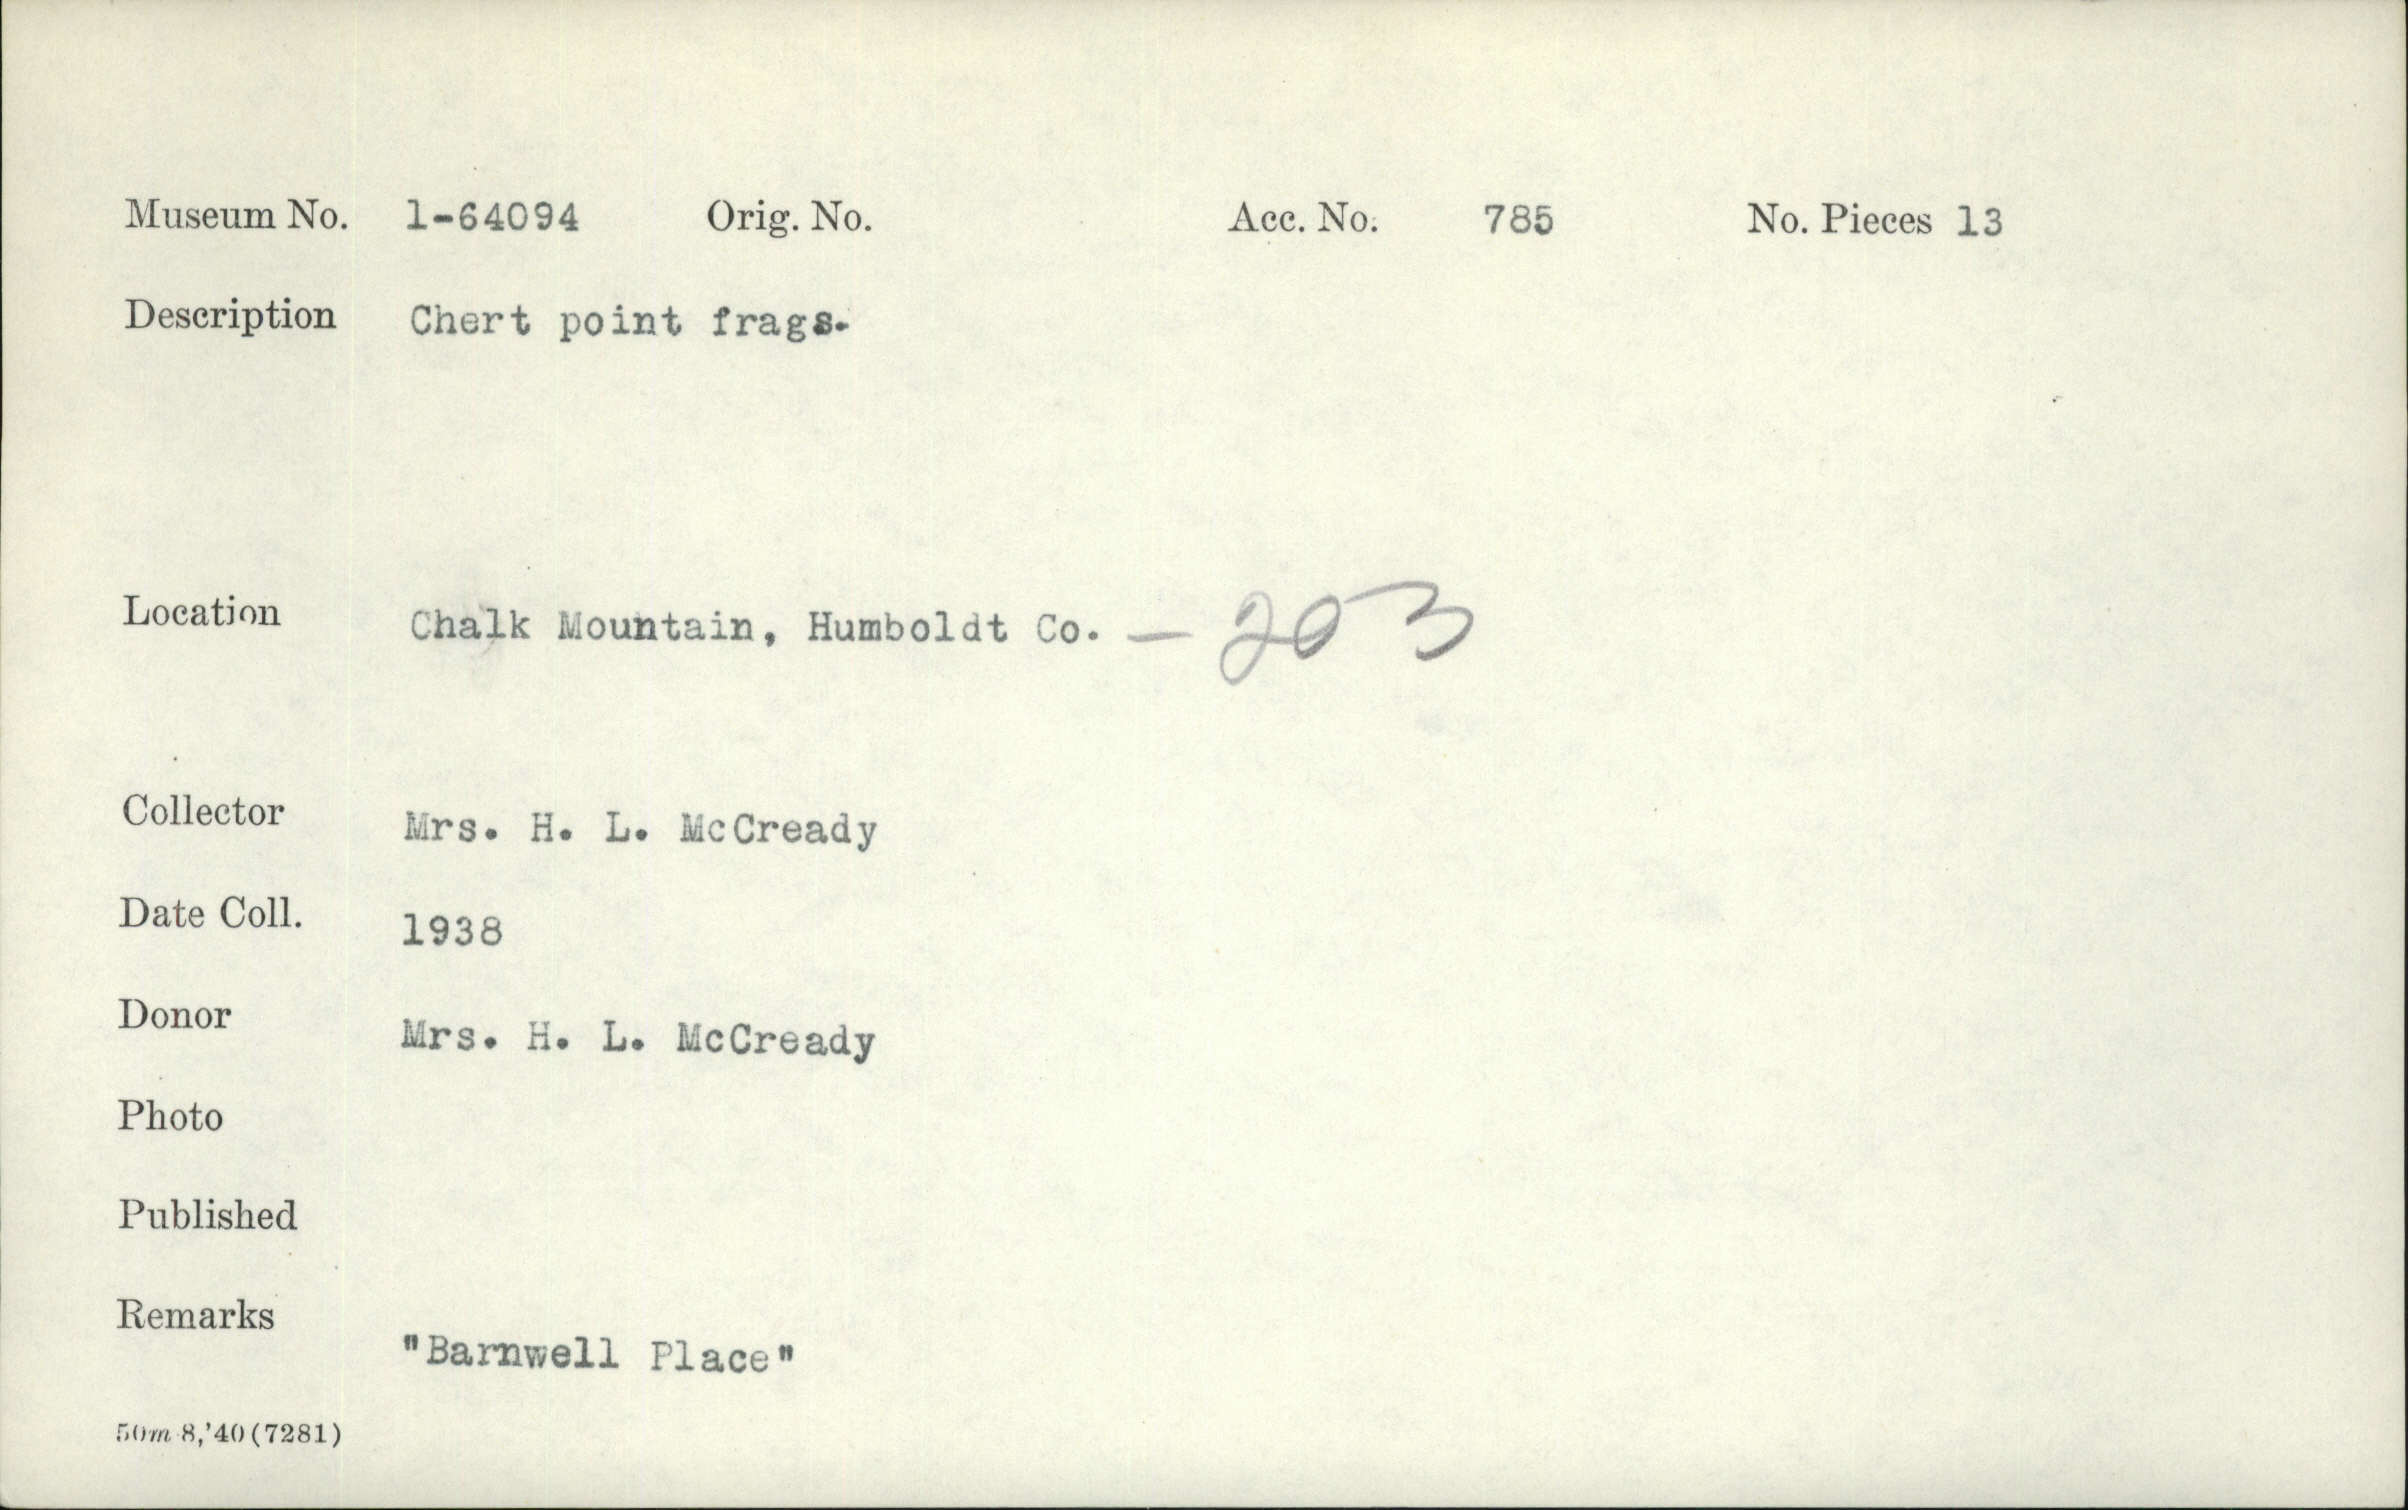 Museum No. 1-64094 Orig. No. Acc. No. 785 No. Pieces 13
Description Chert point frags.
Location Chalk Mountain, Humboldt Co. — 203
Collector Mrs. H. L. McCready
Date Coll. 1938
Donor Mrs. H. L. McCready
Photo
Published
Remarks
"Barnwell Place"
50m 8,'40(7281)